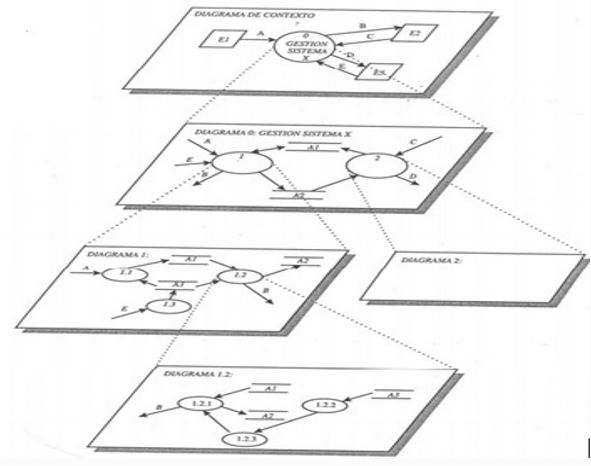 DIAGRAMA DE CONTEXTO
E1
A
0
GESTION
SISTEMA
X
B
C
E2
D
E
E3
DIAGRAMA 0: GESTION SISTEMA X
A
E
B
1
A1
A2
2
C
D
DIAGRAMA 1:
A
1.1
A1
A3
1.2
A2
B
E
1.3
DIAGRAMA 2:
DIAGRAMA 1.2:
B
1.2.1
A1
A2
1.2.2
A3
1.2.3